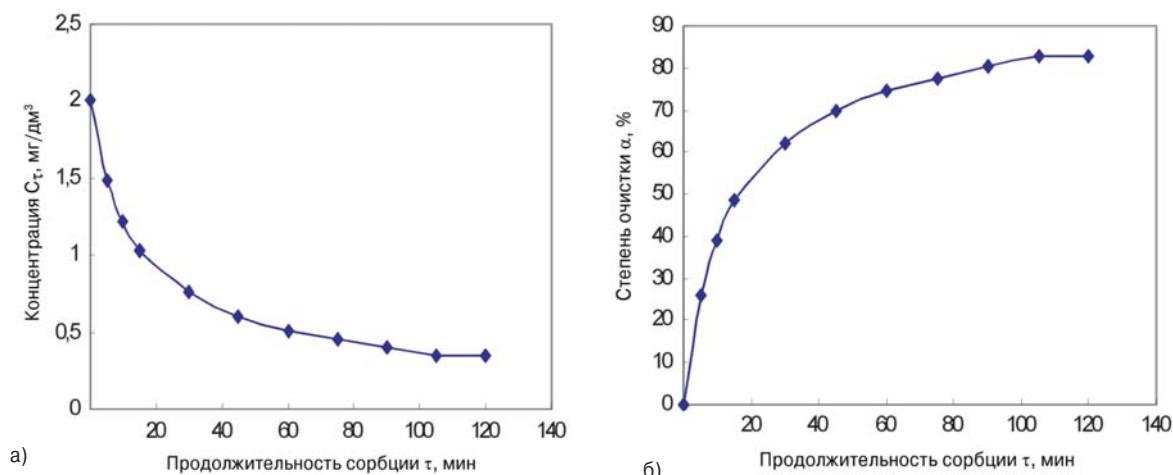 Концентрация Cτ, мг/дм³
2,5
2
1,5
1
0,5
0
20 40 60 80 100 120 140
Продолжительность сорбции τ, мин
а)
Степень очистки α, %
90
80
70
60
50
40
30
20
10
0
20 40 60 80 100 120 140
Продолжительность сорбции τ, мин
б)